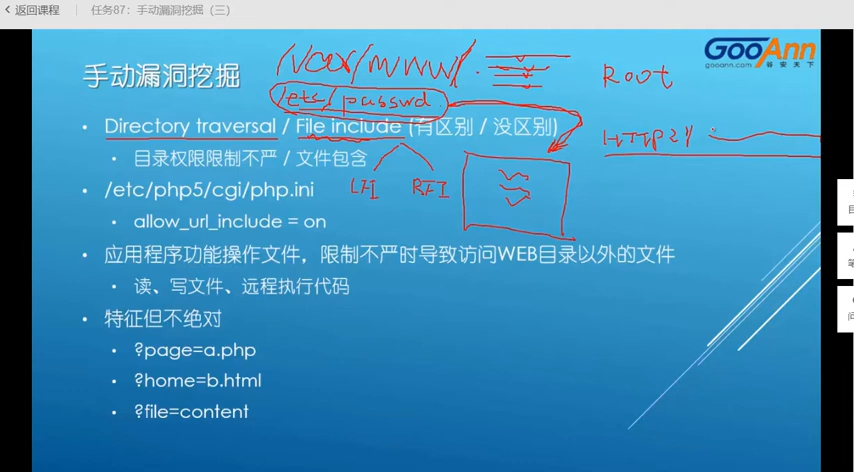 返回课程 任务87：手动漏洞挖掘（三）
GooAnn
gooann.com 谷安天下
手动漏洞挖掘
/var/www/
Root
/etc/passwd
Directory traversal / File include (有区别 / 没区别)
目录权限限制不严 / 文件包含
LFI RFI
/etc/php5/cgi/php.ini
allow_url_include = on
应用程序功能操作文件，限制不严时导致访问WEB目录以外的文件
读、写文件、远程执行代码
特征但不绝对
?page=a.php
?home=b.html
?file=content